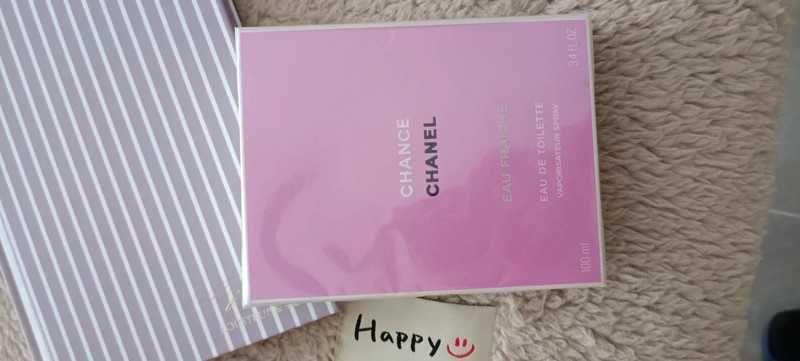 CHANCE
CHANEL
EAU FRAÎCHE
EAU DE TOILETTE
VAPORISATEUR SPRAY
100 ml
3.4 FL.OZ
Happy